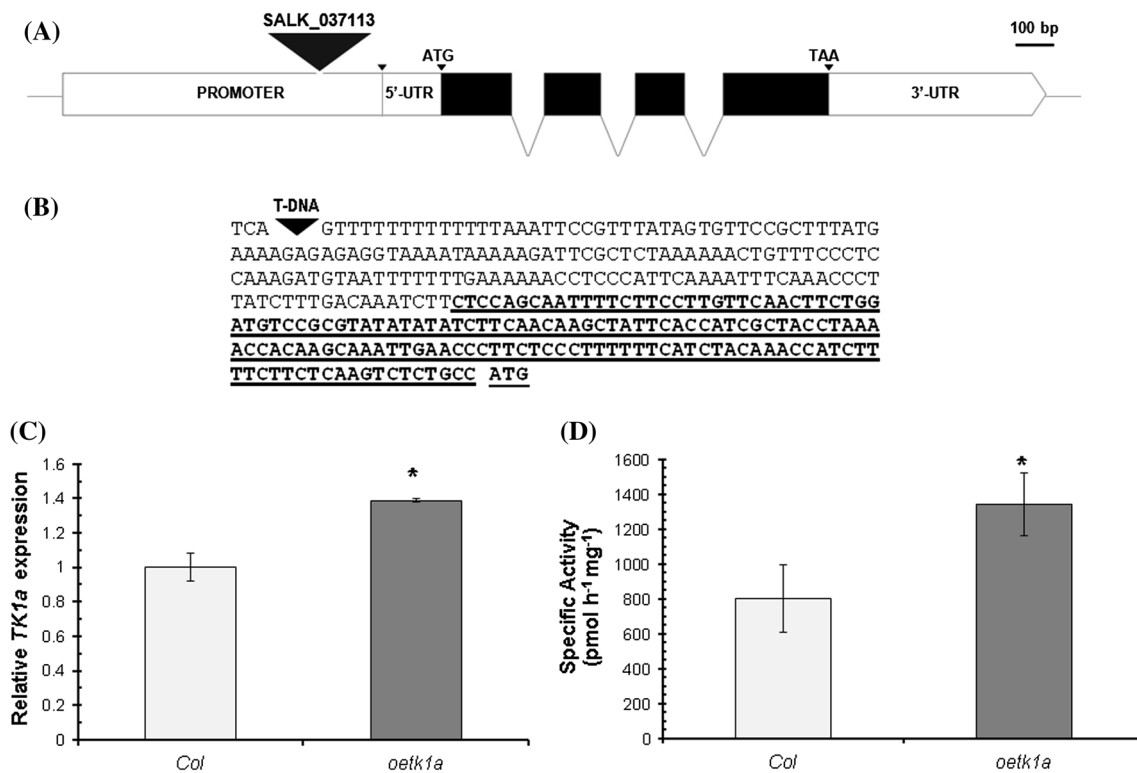 (A)
SALK_037113
100 bp
ATG
TAA
PROMOTER
5'-UTR
3'-UTR
(B)
T-DNA
TCA GTTTTTTTTTTTTTTAAATTCCGTTTATAGTGTTCCGCTTTATG
AAAAGAGAGAGGTAAAATAAAAAGATTCGCTCTAAAAAACTGTTTCCCTC
CAAAGATGTAATTTTTTTGAAAAAACCTCCCATTCAAAATTTCAAACCCT
TATCTTTGACAAATCTTCTCCAGCAATTTTCTTCCTTGTTCAACTTCTGG
ATGTCCGCGTATATATATCTTCAACAAGCTATTCACCATCGCTACCTAAA
ACCACAAGCAAATTGAACCCTTCTCCCTTTTTTCATCTACAAACCATCTT
TTCTTCTCAAGTCTCTGCC ATG
(C)
Relative TK1a expression
1.6
1.4
1.2
1
0.8
0.6
0.4
0.2
0
*
Col
oetk1a
(D)
Specific Activity
(pmol h-1 mg-1)
1600
1400
1200
1000
800
600
400
200
0
*
Col
oetk1a